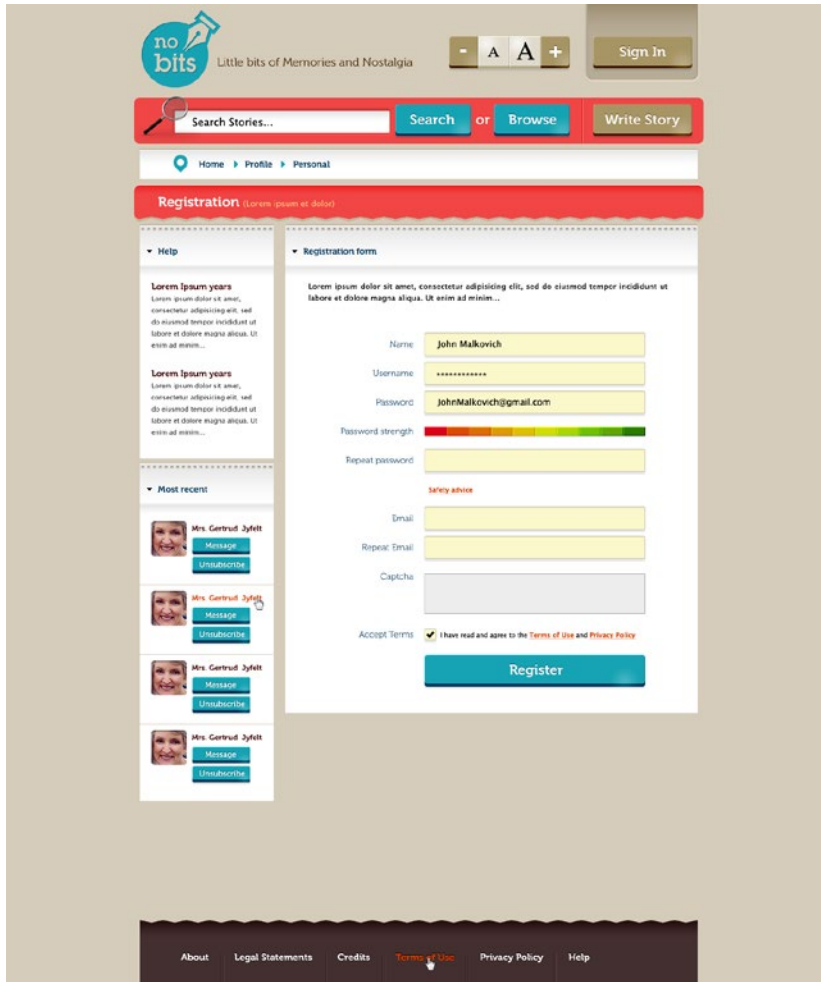 no
bits
Little bits of Memories and Nostalgia
- A A +
Sign In
Search Stories...
Search or Browse
Write Story
Home Profile Personal
Registration (Lorem ipsum et dolor)
Help
Lorem Ipsum years
Lorem ipsum dolor sit amet,
consectetur adipisicing elit, sed
do eiusmod tempor incididunt ut
labore et dolore magna aliqua. Ut
enim ad minim...
Lorem Ipsum years
Lorem ipsum dolor sit amet,
consectetur adipisicing elit, sed
do eiusmod tempor incididunt ut
labore et dolore magna aliqua. Ut
enim ad minim...
Most recent
Mrs. Gertrud Jyfelt
Message
Unsubscribe
Mrs. Gertrud Jyfelt
Message
Unsubscribe
Mrs. Gertrud Jyfelt
Message
Unsubscribe
Mrs. Gertrud Jyfelt
Message
Unsubscribe
Registration form
Lorem ipsum dolor sit amet, consectetur adipisicing elit, sed do eiusmod tempor incididunt ut
labore et dolore magna aliqua. Ut enim ad minim...
Name John Malkovich
Username ************
Password JohnMalkovich@gmail.com
Password strength
Repeat password
Safety advice
Email
Repeat Email
Captcha
Accept Terms I have read and agree to the Terms of Use and Privacy Policy
Register
About Legal Statements Credits Terms of Use Privacy Policy Help